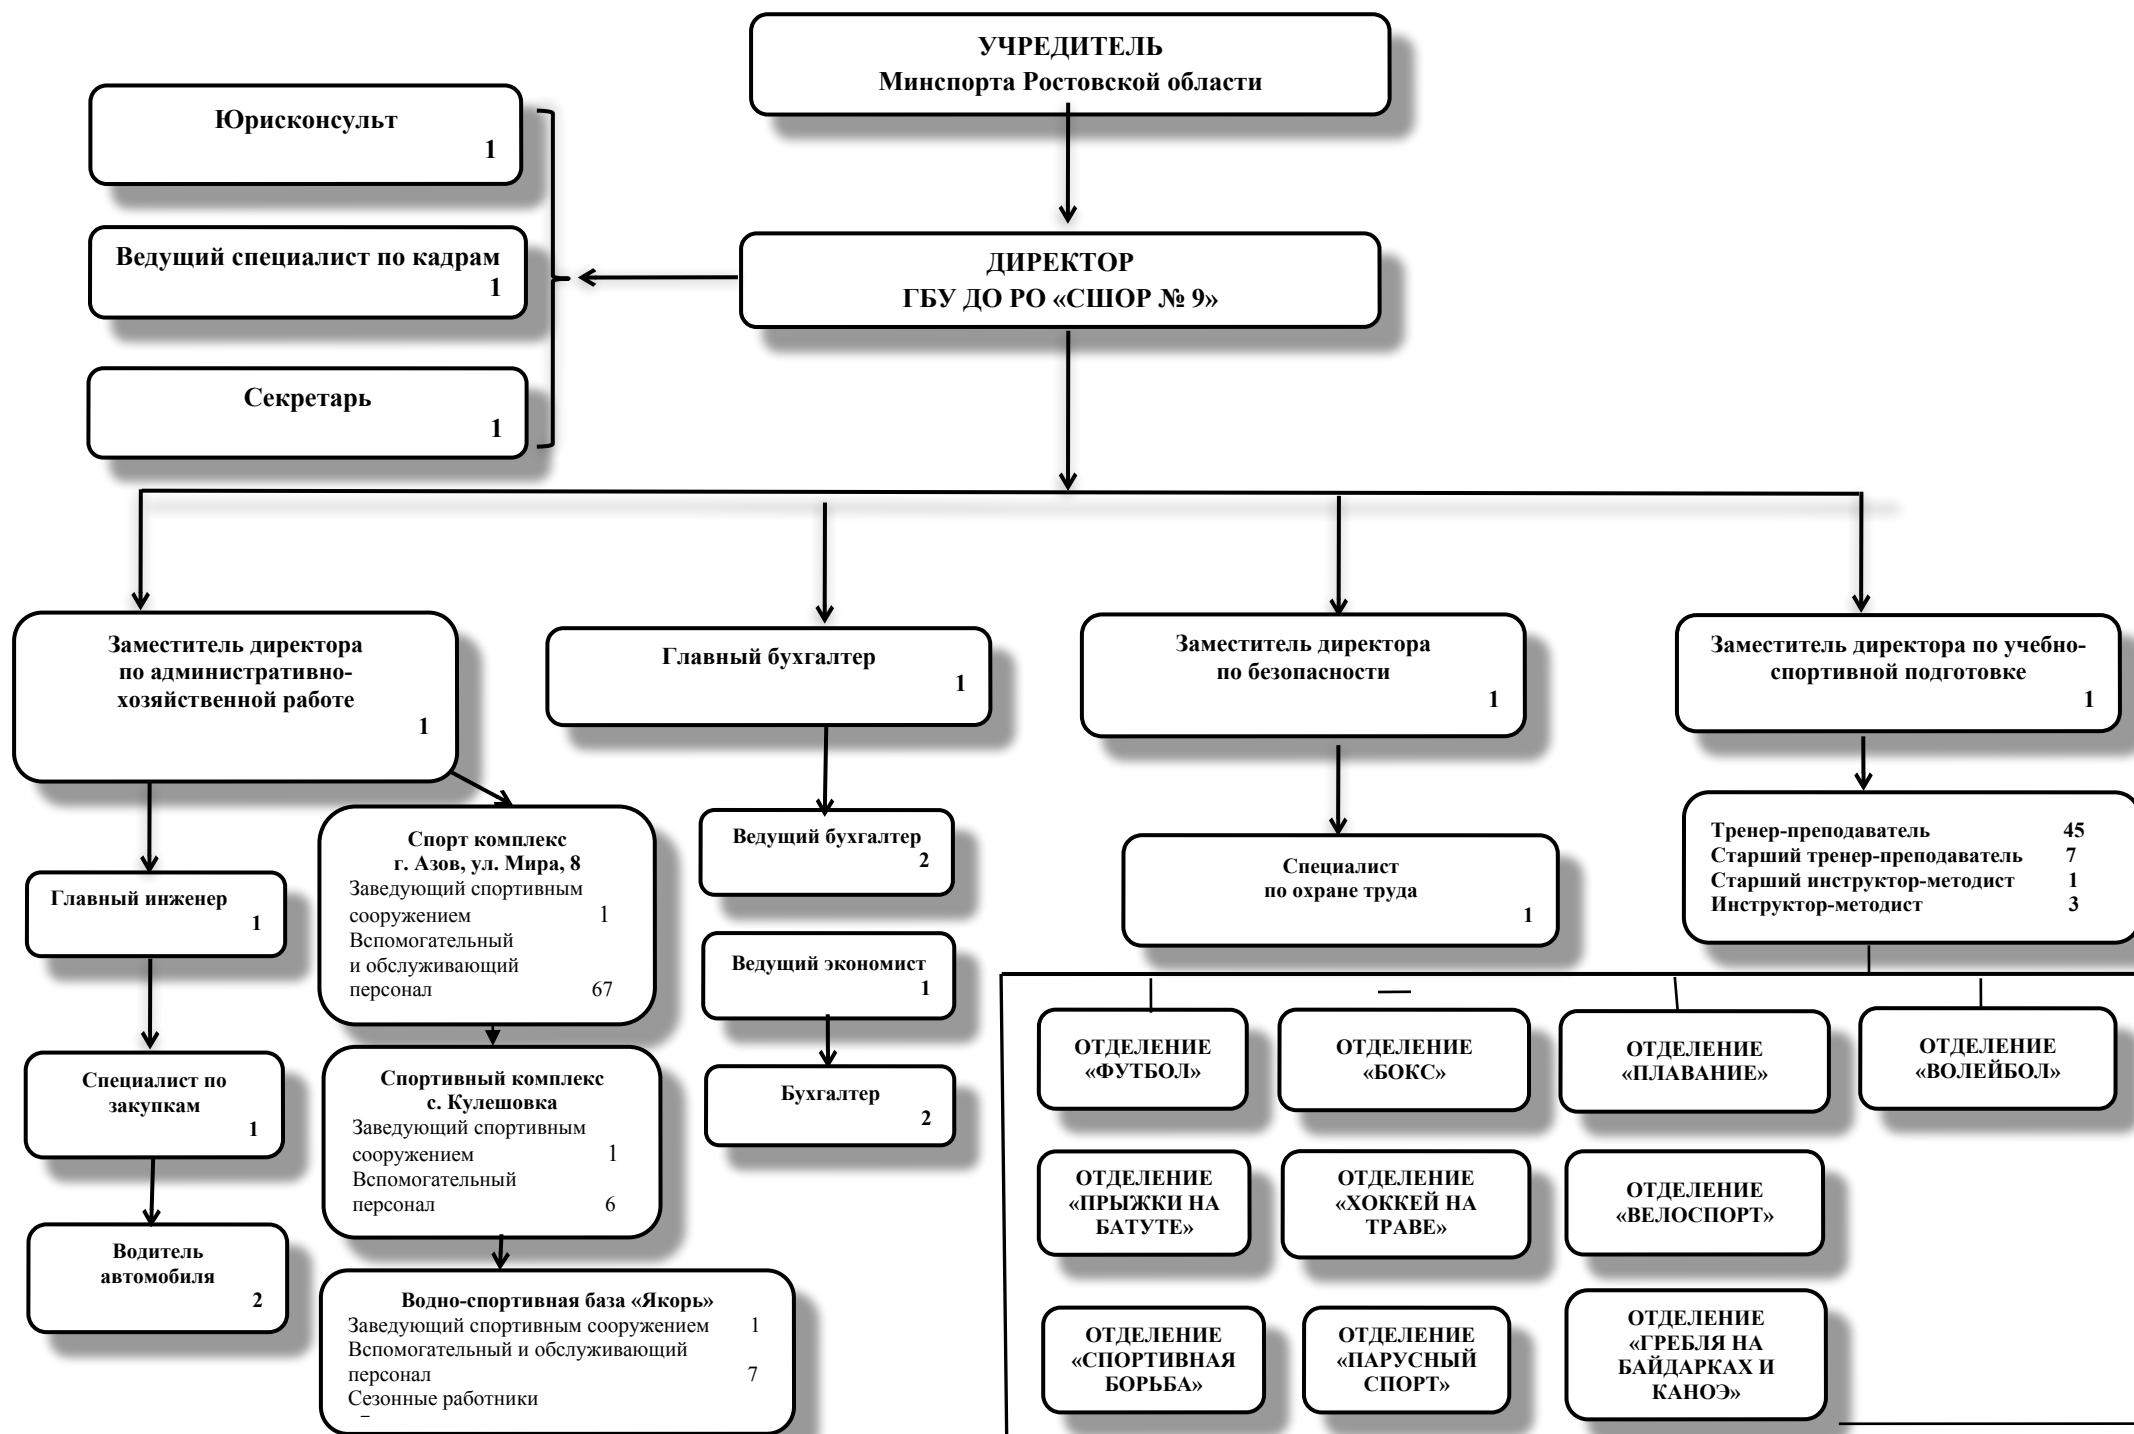 УЧРЕДИТЕЛЬ
Минспорта Ростовской области
Юрисконсульт
1
Ведущий специалист по кадрам
1
Секретарь
1
ДИРЕКТОР
ГБУ ДО РО «СШОР № 9»
Заместитель директора
по административно-
хозяйственной работе
1
Главный бухгалтер
1
Заместитель директора
по безопасности
1
Заместитель директора по учебно-
спортивной подготовке
1
Главный инженер
1
Специалист по
закупкам
1
Водитель
автомобиля
2
Спорт комплекс
г. Азов, ул. Мира, 8
Заведующий спортивным
сооружением 1
Вспомогательный
и обслуживающий
персонал 67
Спортивный комплекс
с. Кулешовка
Заведующий спортивным
сооружением 1
Вспомогательный
персонал 6
Водно-спортивная база «Якорь»
Заведующий спортивным сооружением 1
Вспомогательный и обслуживающий
персонал 7
Сезонные работники
Ведущий бухгалтер
2
Ведущий экономист
1
Бухгалтер
2
Специалист
по охране труда
1
Тренер-преподаватель 45
Старший тренер-преподаватель 7
Старший инструктор-методист 1
Инструктор-методист 3
ОТДЕЛЕНИЕ
«ФУТБОЛ»
ОТДЕЛЕНИЕ
«БОКС»
ОТДЕЛЕНИЕ
«ПЛАВАНИЕ»
ОТДЕЛЕНИЕ
«ВОЛЕЙБОЛ»
ОТДЕЛЕНИЕ
«ПРЫЖКИ НА
БАТУТЕ»
ОТДЕЛЕНИЕ
«ХОККЕЙ НА
ТРАВЕ»
ОТДЕЛЕНИЕ
«ВЕЛОСПОРТ»
ОТДЕЛЕНИЕ
«СПОРТИВНАЯ
БОРЬБА»
ОТДЕЛЕНИЕ
«ПАРУСНЫЙ
СПОРТ»
ОТДЕЛЕНИЕ
«ГРЕБЛЯ НА
БАЙДАРКАХ И
КАНОЭ»